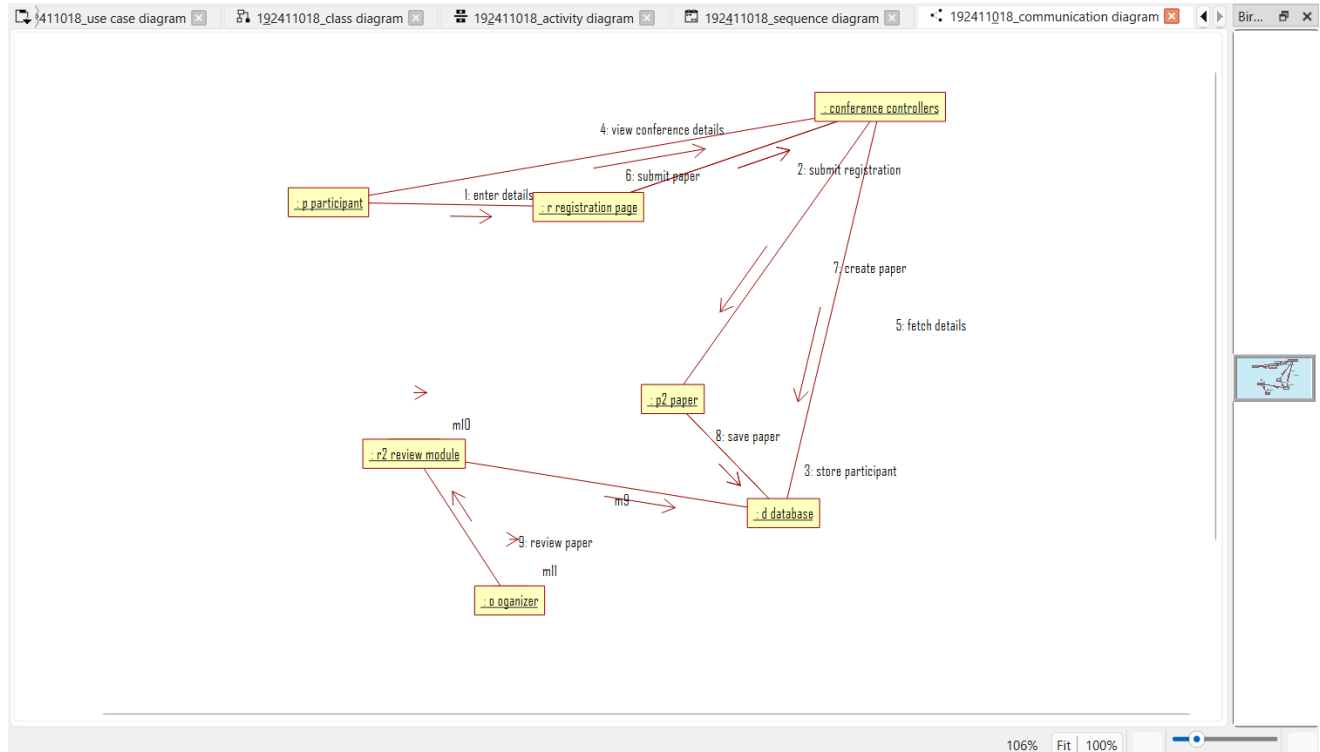 411018_use case diagram
192411018_class diagram
192411018_activity diagram
192411018_sequence diagram
192411018_communication diagram
Bir...
: conference controllers
4: view conference details
2: submit registration
6: submit paper
1: enter details
: p participant
: r registration page
7: create paper
5: fetch details
: p2 paper
m10
8: save paper
: r2 review module
3: store participant
m9
: d database
9: review paper
m11
: o oganizer
106%
Fit
100%